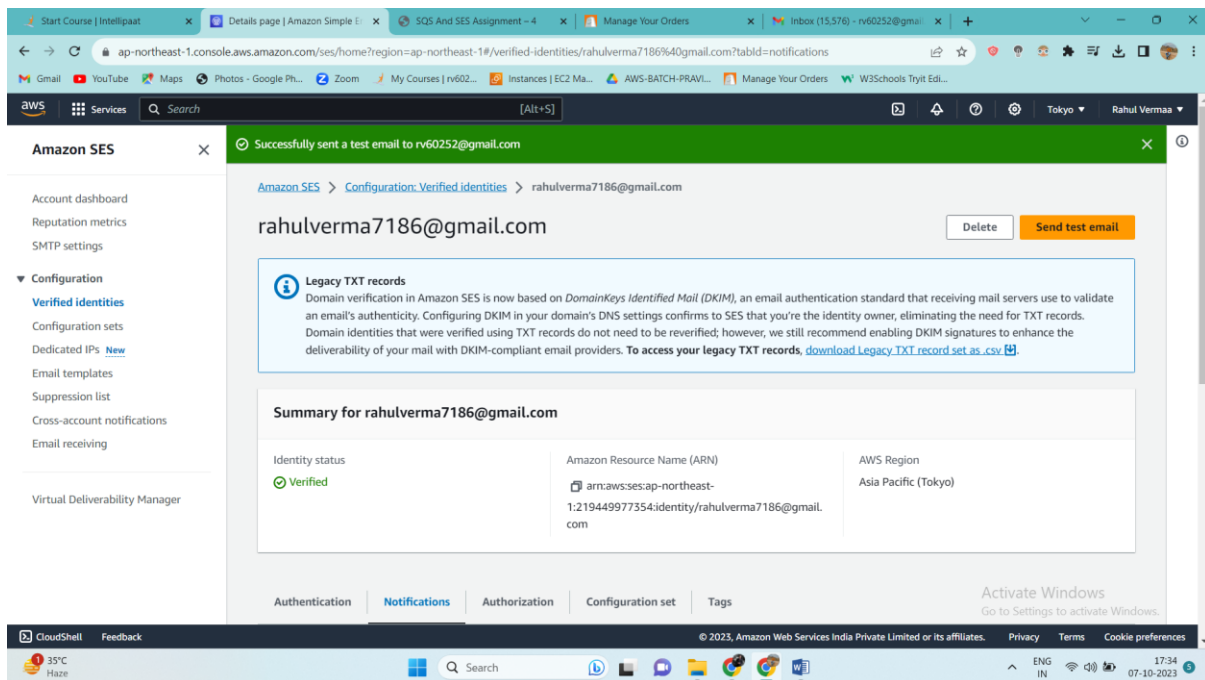 Start Course | Intellipaat
Details page | Amazon Simple E
SQS And SES Assignment – 4
Manage Your Orders
Inbox (15,576) - rv60252@gmail
ap-northeast-1.console.aws.amazon.com/ses/home?region=ap-northeast-1#/verified-identities/rahulverma7186%40gmail.com?tabId=notifications
Gmail
YouTube
Maps
Photos - Google Ph...
Zoom
My Courses | rv602...
Instances | EC2 Ma...
AWS-BATCH-PRAVI...
Manage Your Orders
W3Schools Tryit Edi...
aws
Services
Search
[Alt+S]
Tokyo
Rahul Vermaa
Amazon SES
Account dashboard
Reputation metrics
SMTP settings
Configuration
Verified identities
Configuration sets
Dedicated IPs New
Email templates
Suppression list
Cross-account notifications
Email receiving
Virtual Deliverability Manager
Successfully sent a test email to rv60252@gmail.com
Amazon SES > Configuration: Verified identities > rahulverma7186@gmail.com
rahulverma7186@gmail.com
Delete
Send test email
Legacy TXT records
Domain verification in Amazon SES is now based on DomainKeys Identified Mail (DKIM), an email authentication standard that receiving mail servers use to validate
an email's authenticity. Configuring DKIM in your domain's DNS settings confirms to SES that you're the identity owner, eliminating the need for TXT records.
Domain identities that were verified using TXT records do not need to be reverified; however, we still recommend enabling DKIM signatures to enhance the
deliverability of your mail with DKIM-compliant email providers. To access your legacy TXT records, download Legacy TXT record set as .csv.
Summary for rahulverma7186@gmail.com
Identity status
Verified
Amazon Resource Name (ARN)
arn:aws:ses:ap-northeast-
1:219449977354:identity/rahulverma7186@gmail.
com
AWS Region
Asia Pacific (Tokyo)
Authentication
Notifications
Authorization
Configuration set
Tags
Activate Windows
Go to Settings to activate Windows.
CloudShell
Feedback
© 2023, Amazon Web Services India Private Limited or its affiliates.
Privacy
Terms
Cookie preferences
1
35°C
Haze
Search
ENG
IN
17:34
07-10-2023
5